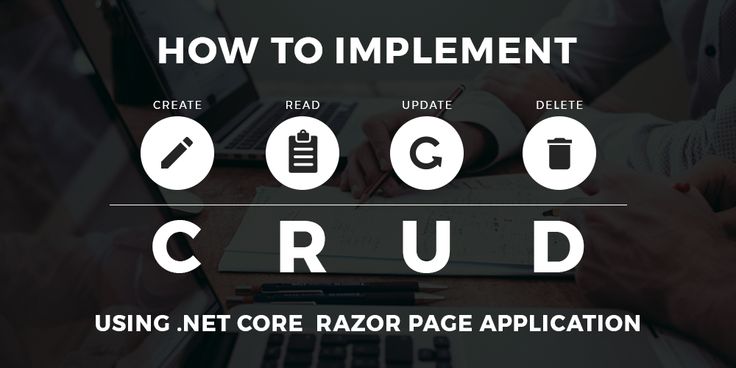 HOW TO IMPLEMENT
CREATE READ UPDATE DELETE
C R U D
USING .NET CORE RAZOR PAGE APPLICATION